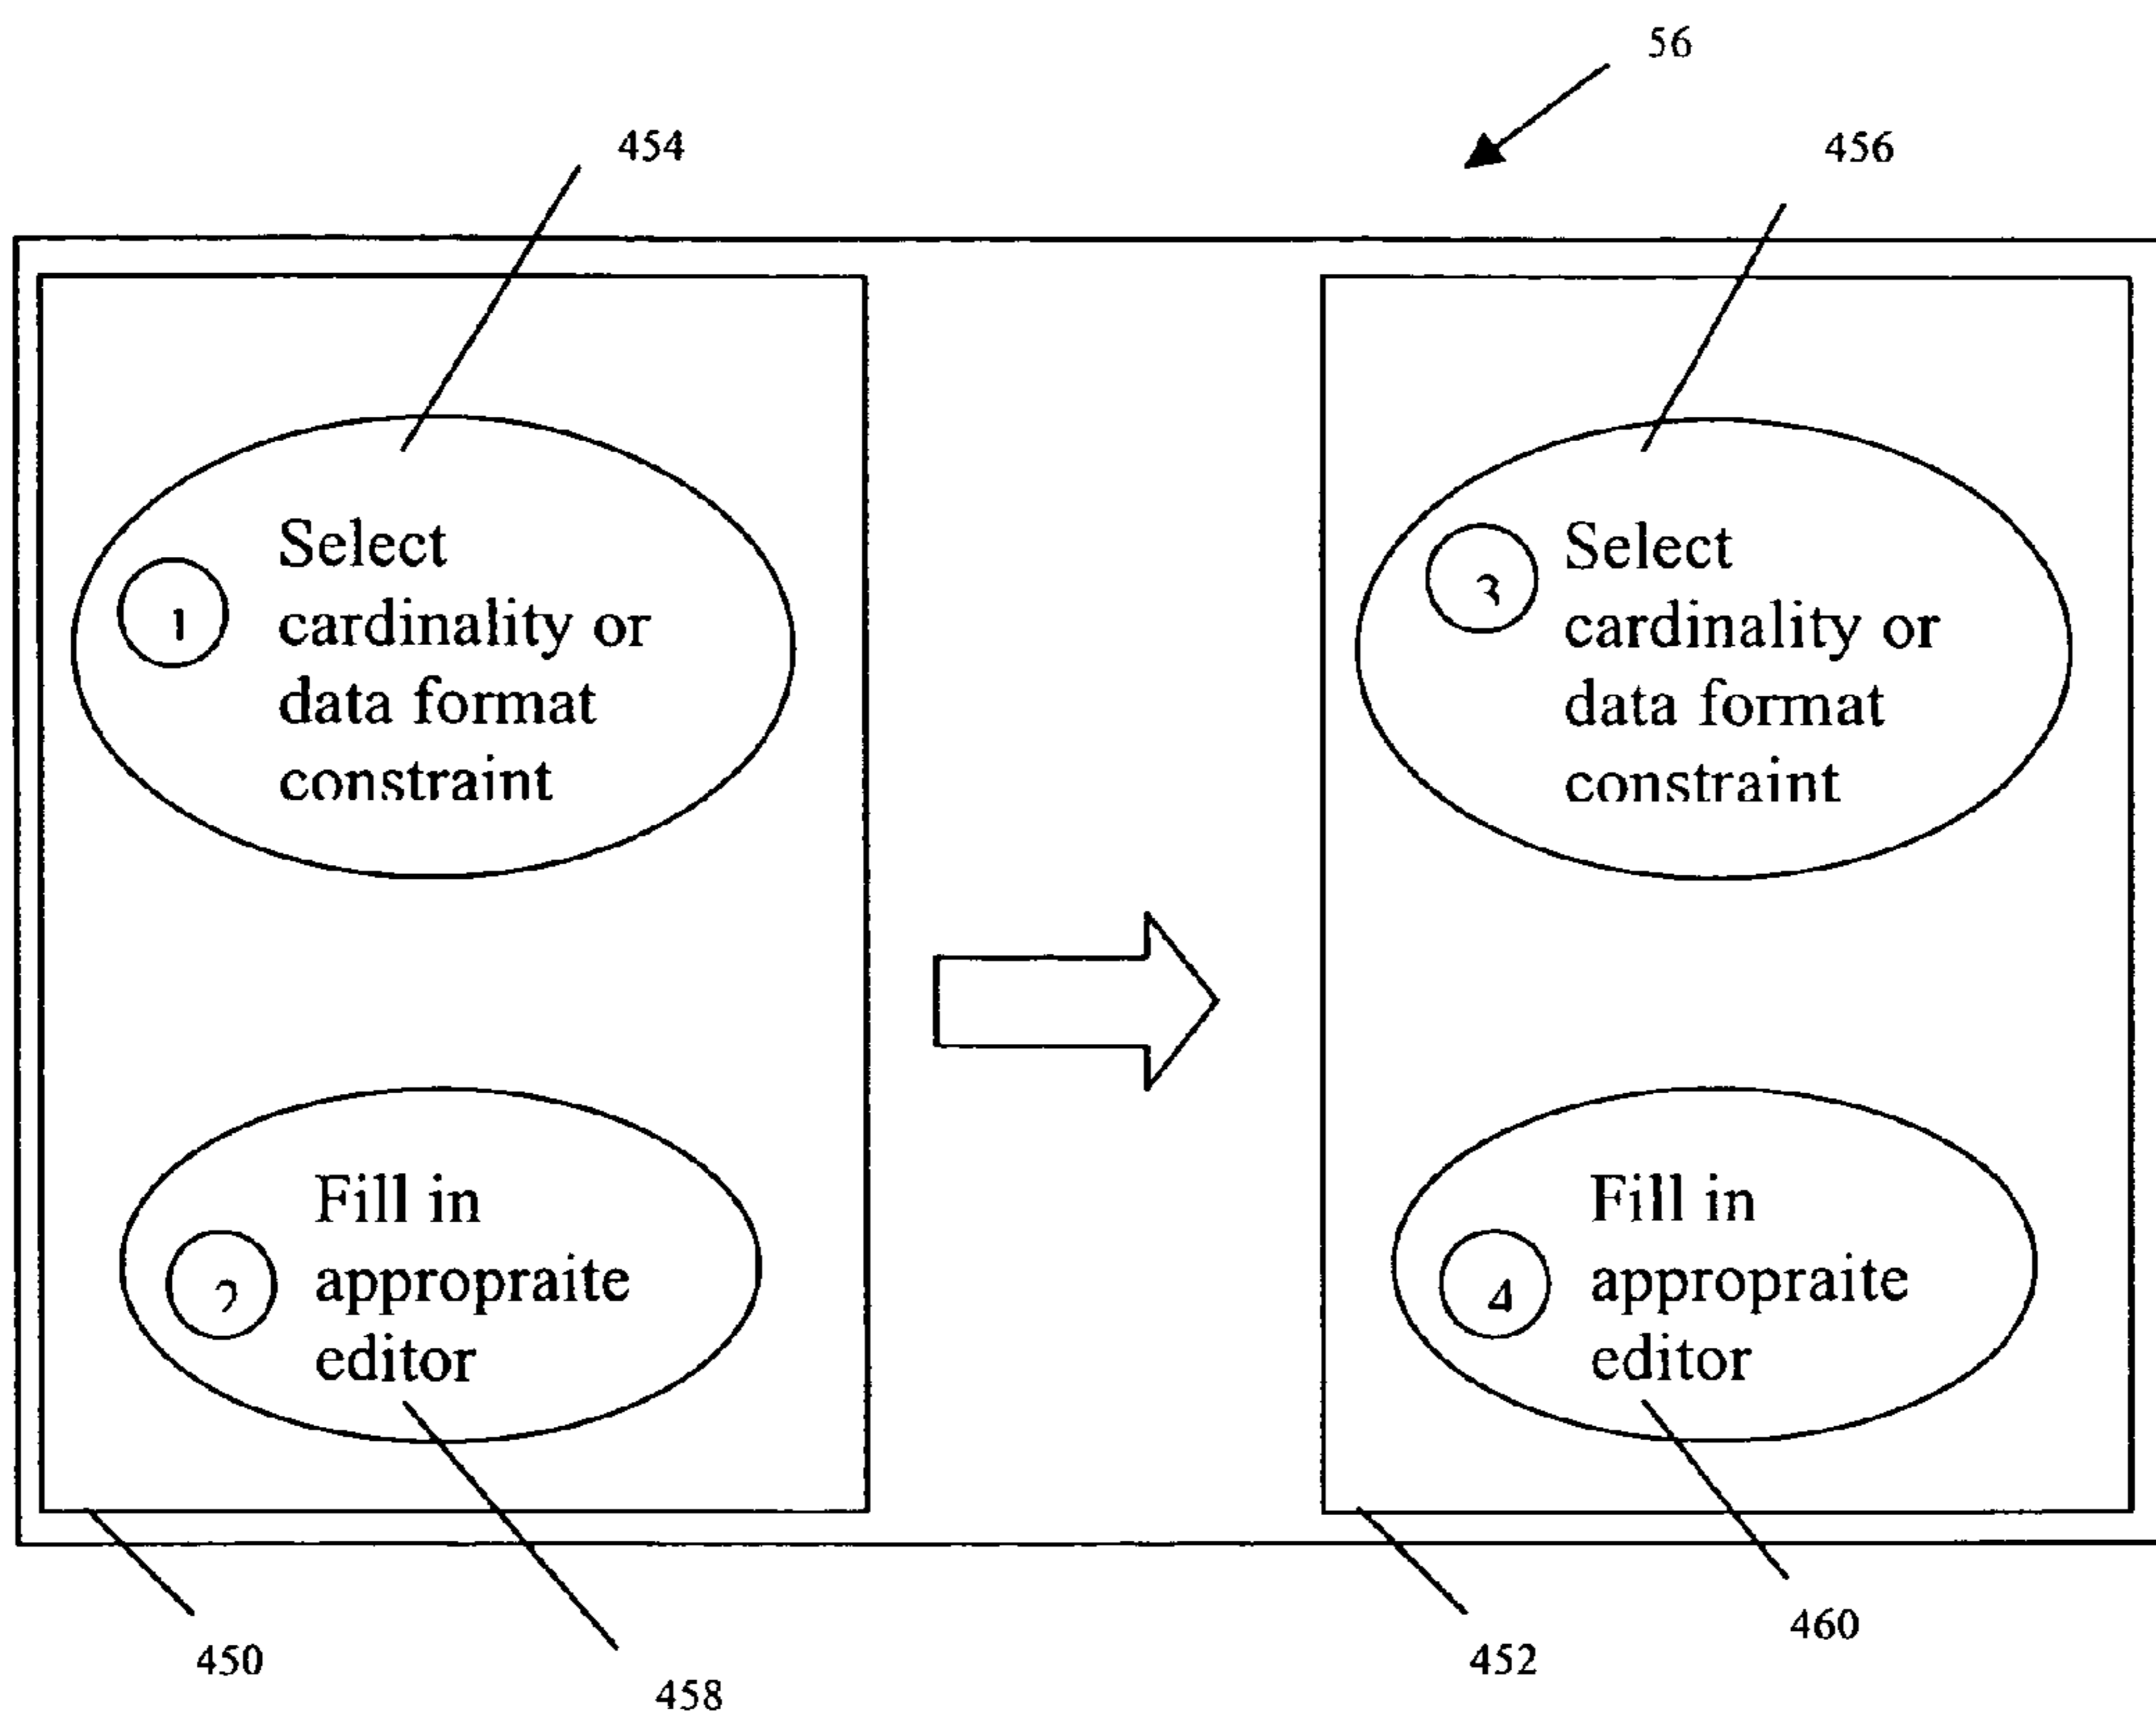 56
454
456
1
Select
cardinality or
data format
constraint
3
Select
cardinality or
data format
constraint
2
Fill in
appropraite
editor
4
Fill in
appropraite
editor
450
458
452
460